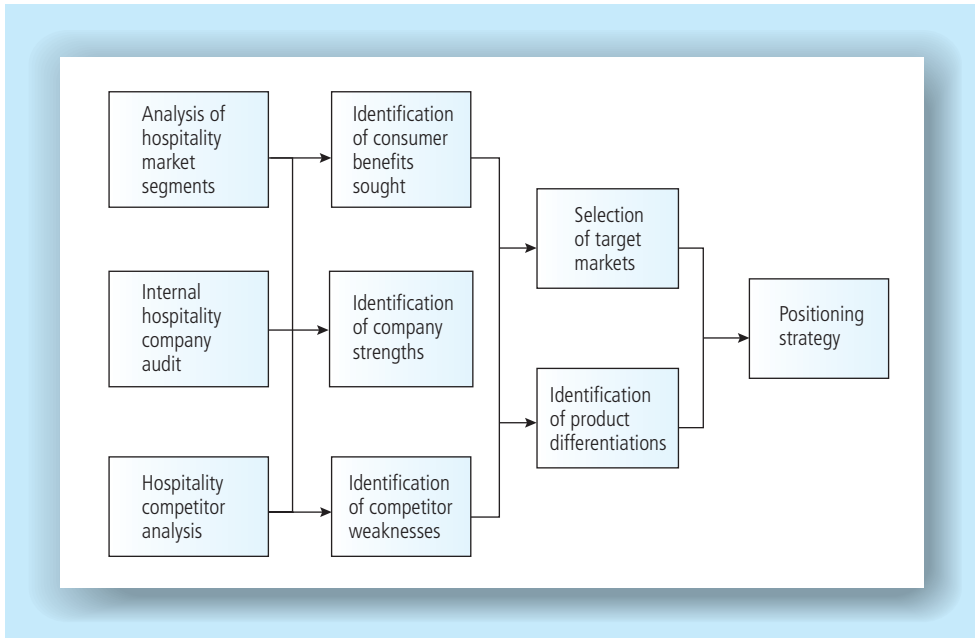 Analysis of
hospitality
market
segments
Identification
of consumer
benefits
sought
Internal
hospitality
company
audit
Identification
of company
strengths
Hospitality
competitor
analysis
Identification
of competitor
weaknesses
Selection
of target
markets
Identification
of product
differentiations
Positioning
strategy